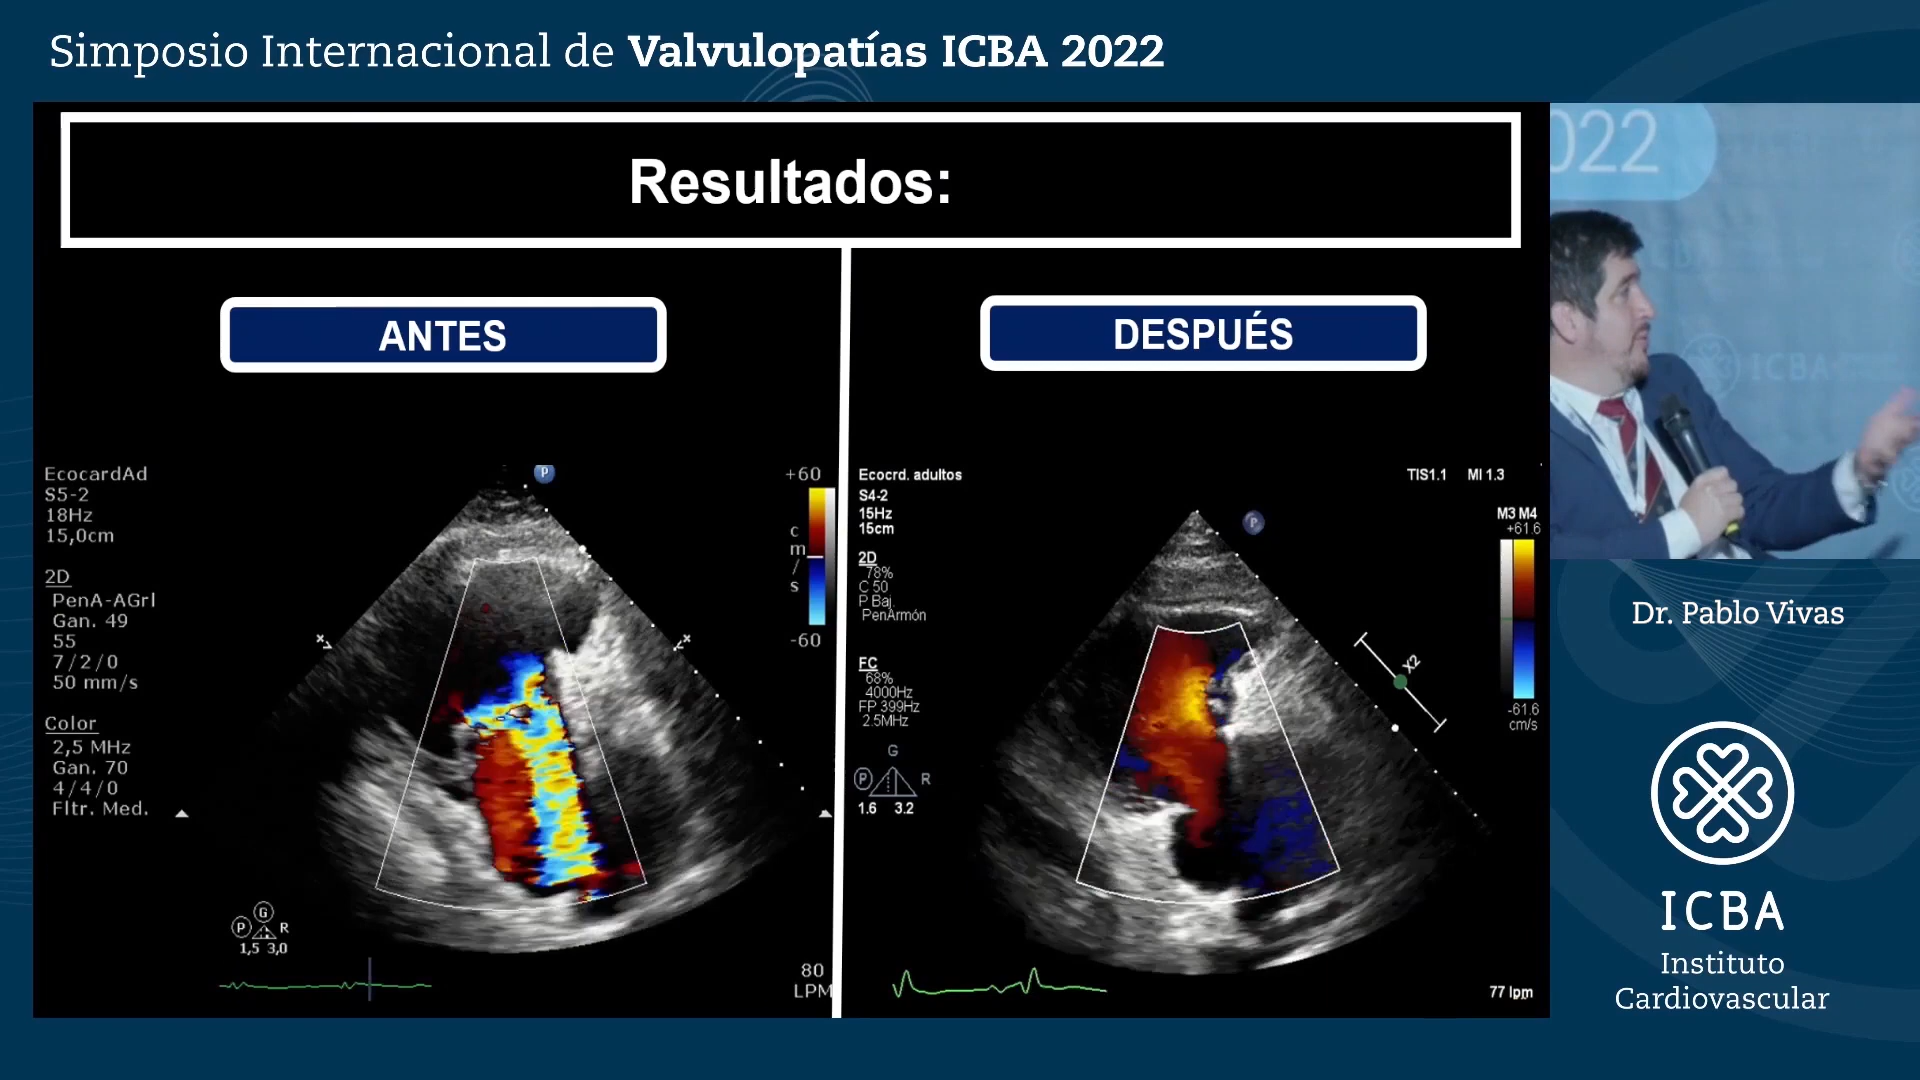 Simposio Internacional de Valvulopatías ICBA 2022
Resultados:
ANTES
DESPUÉS
EcocardAd
S5-2
18Hz
15,0cm
2D
PenA-AGrl
Gan. 49
55
7/2/0
50 mm/s
Color
2,5 MHz
Gan. 70
4/4/0
Fltr. Med.
P
+60
c
m
/
s
-60
G
P R
1,5 3,0
80
LPM
Ecocrd. adultos
S4-2
15Hz
15cm
2D
78%
C 50
P Baj.
PenArmón
FC
68%
4000Hz
FP 399Hz
2.5MHz
G
P R
1.6 3.2
P
TIS1.1 MI 1.3
M3 M4
+61.6
-61.6
cm/s
X2
77 lpm
022
ICBA
Dr. Pablo Vivas
ICBA
Instituto
Cardiovascular